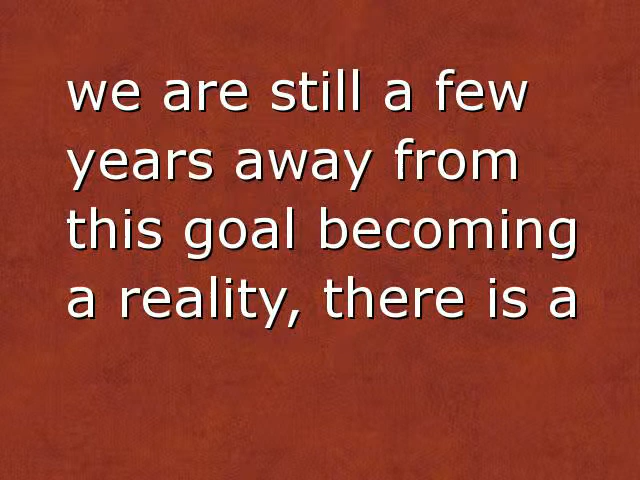 we are still a few
years away from
this goal becoming
a reality, there is a